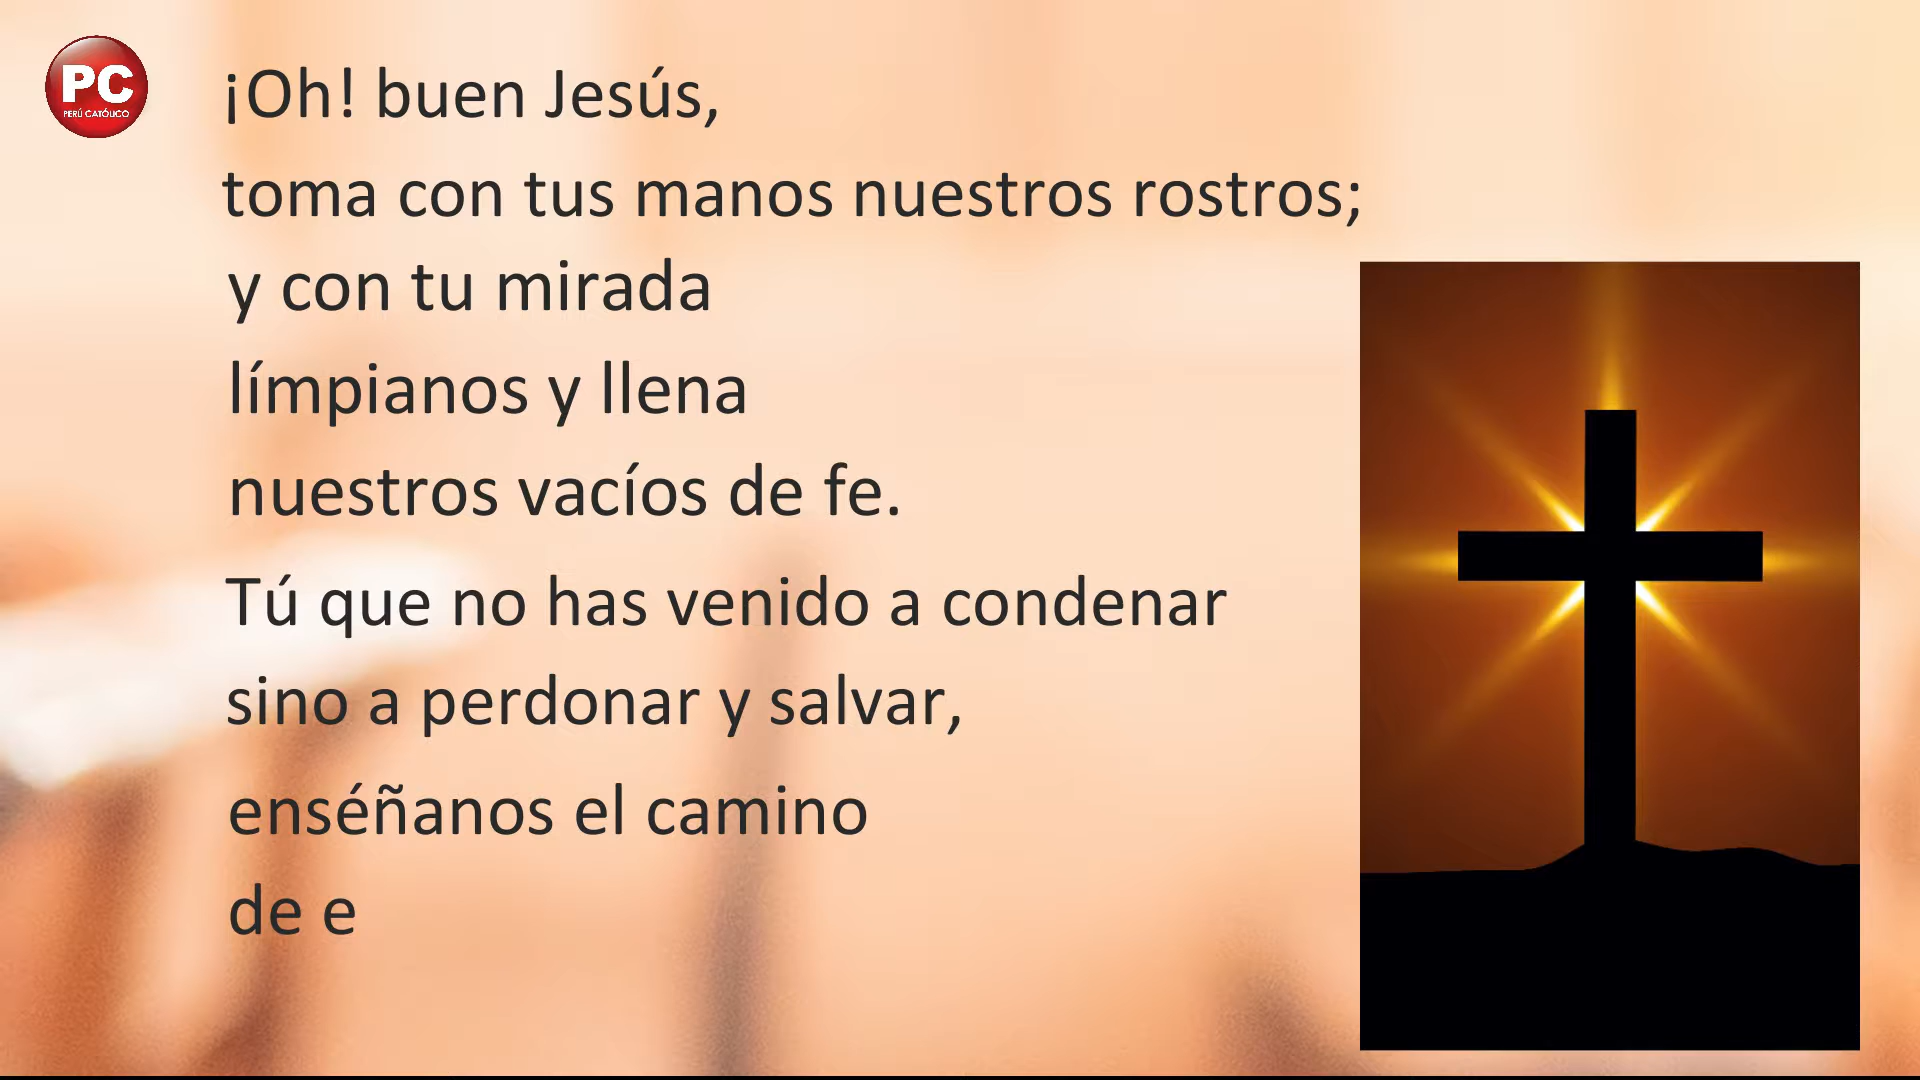 PC
PERÚ CATÓLICO
¡Oh! buen Jesús,
toma con tus manos nuestros rostros;
y con tu mirada
límpianos y llena
nuestros vacíos de fe.
Tú que no has venido a condenar
sino a perdonar y salvar,
enséñanos el camino
de e